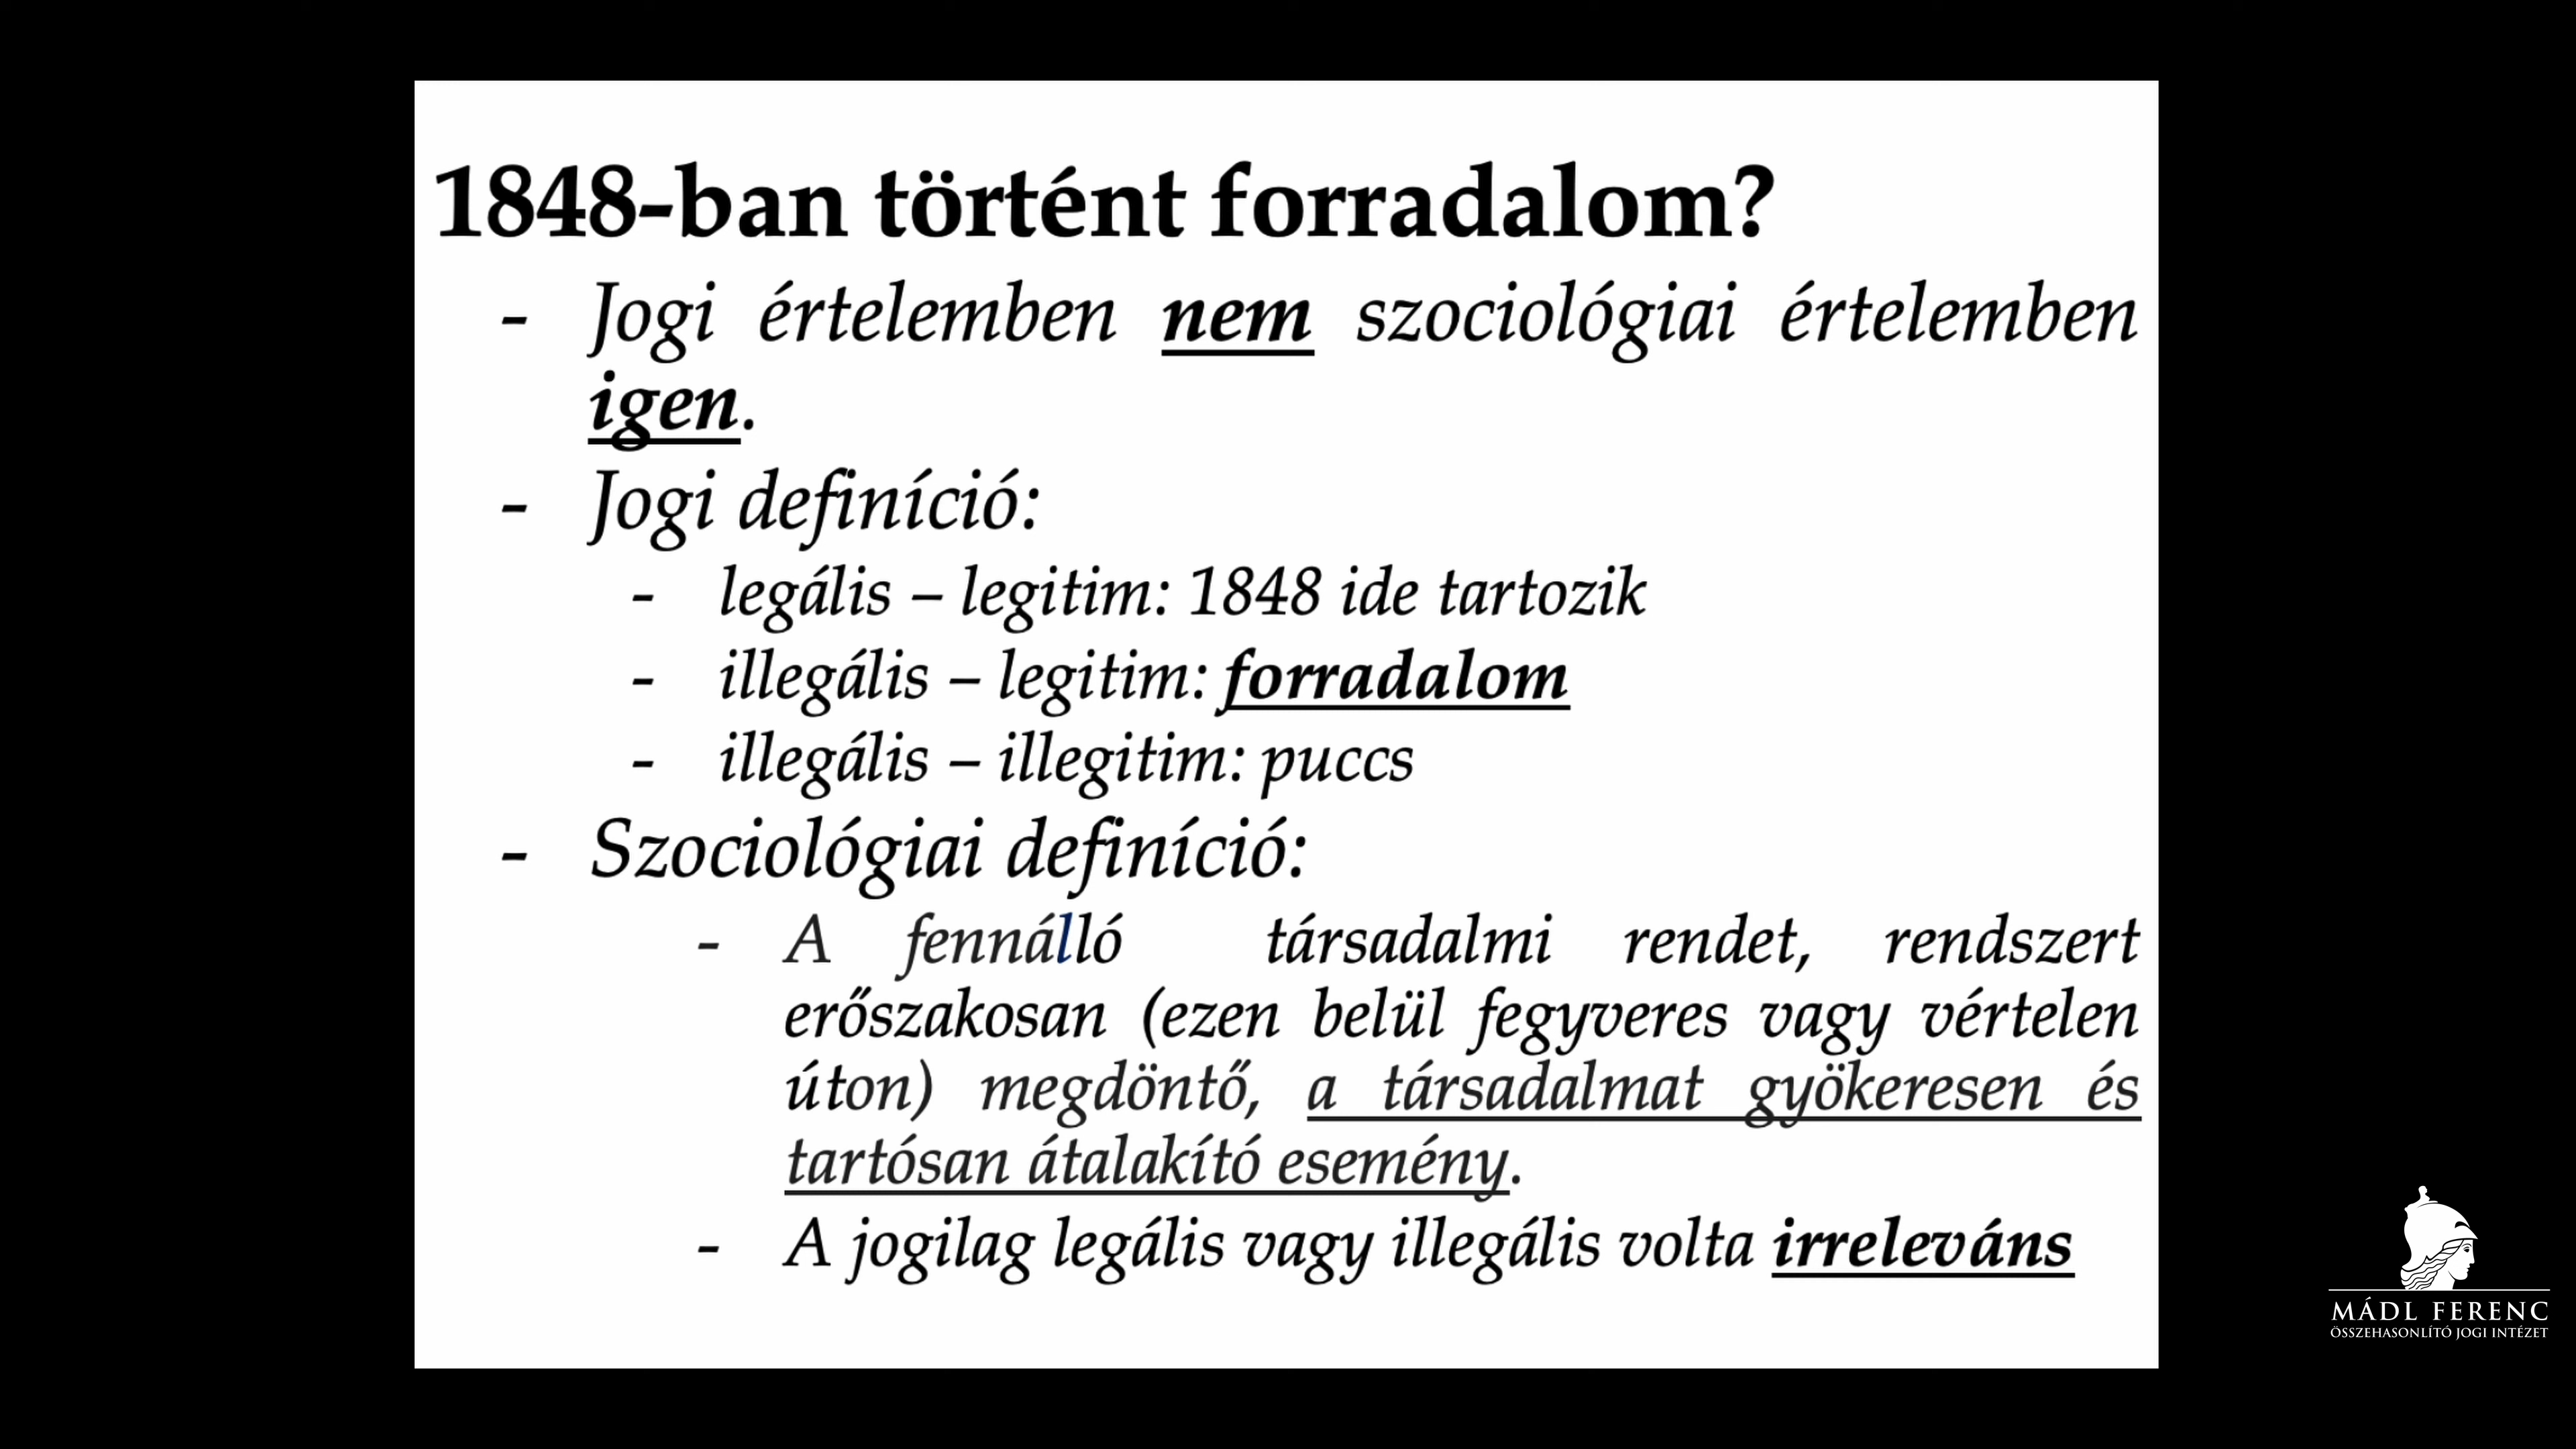 1848-ban történt forradalom?
- Jogi értelemben nem szociológiai értelemben
igen.
- Jogi definíció:
- legális – legitim: 1848 ide tartozik
- illegális – legitim: forradalom
- illegális – illegitim: puccs
- Szociológiai definíció:
- A fennálló társadalmi rendet, rendszert
erőszakosan (ezen belül fegyveres vagy vértelen
úton) megdöntő, a társadalmat gyökeresen és
tartósan átalakító esemény.
- A jogilag legális vagy illegális volta irreleváns
MÁDL FERENC
ÖSSZEHASONLÍTÓ JOGI INTÉZET